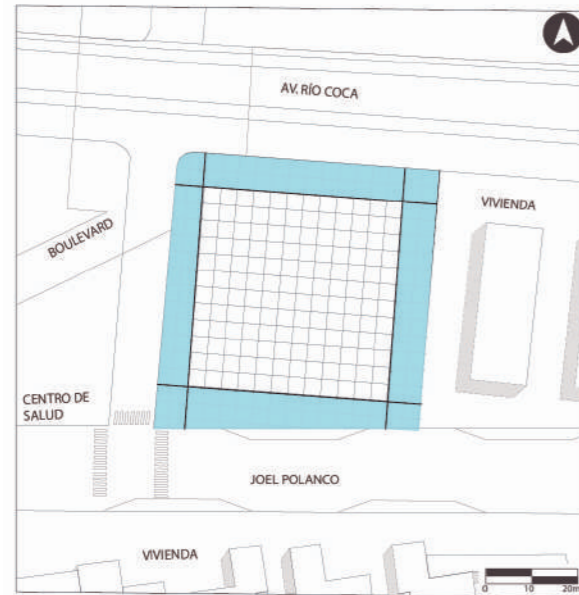 AV. RÍO COCA
VIVIENDA
BOULEVARD
CENTRO DE
SALUD
JOEL POLANCO
VIVIENDA
0 10 20m